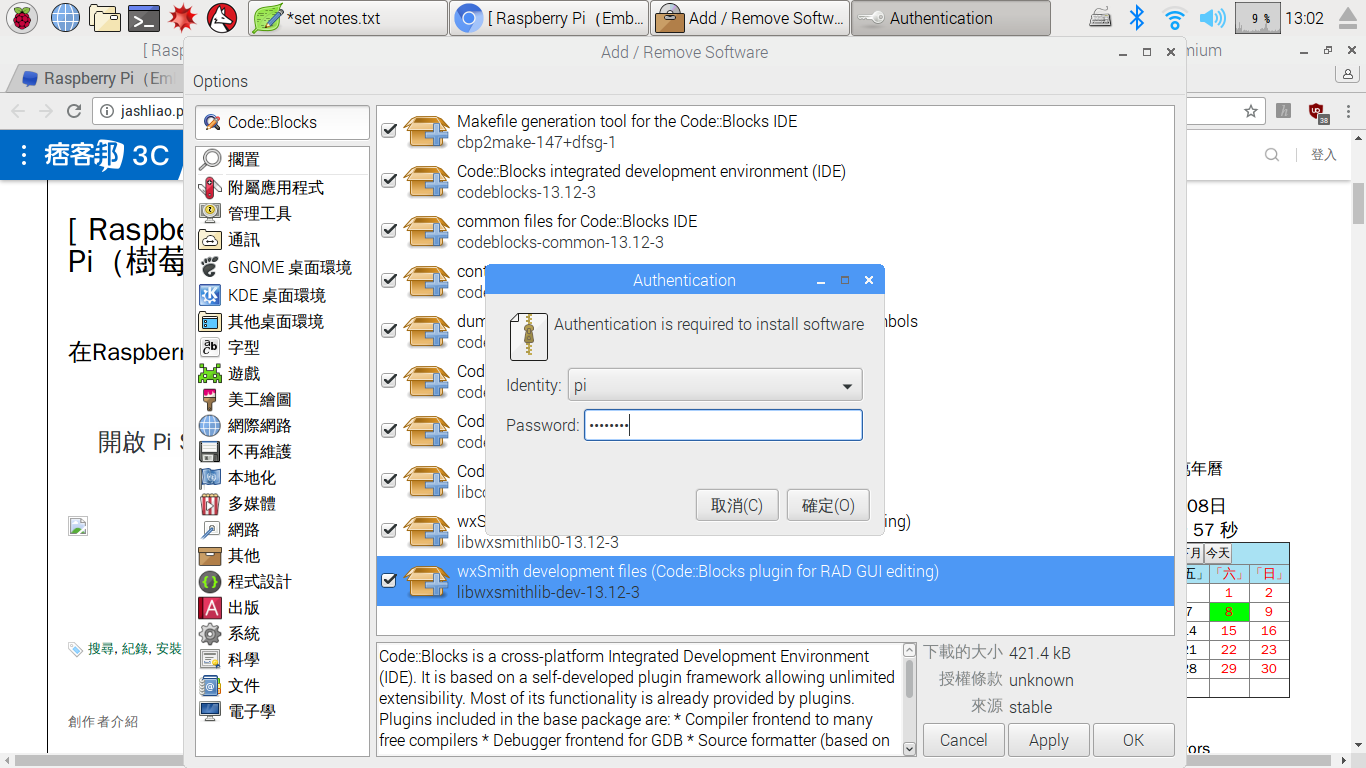 *set notes.txt
[ Raspberry Pi（Emb...
Add / Remove Softw...
Authentication
9 %
13:02
[ Rasp
Add / Remove Software
mium
Raspberry Pi（Em
Options
jashliao.p
38
痞客邦 3C
登入
Code::Blocks
擱置
附屬應用程式
管理工具
通訊
GNOME 桌面環境
KDE 桌面環境
其他桌面環境
字型
遊戲
美工繪圖
網際網路
不再維護
本地化
多媒體
網路
其他
程式設計
出版
系統
科學
文件
電子學
Makefile generation tool for the Code::Blocks IDE
cbp2make-147+dfsg-1
Code::Blocks integrated development environment (IDE)
codeblocks-13.12-3
common files for Code::Blocks IDE
codeblocks-common-13.12-3
cont
code
dum
mbols
code
Cod
code
Cod
code
Cod
libco
wxS
ing)
libwxsmithlib0-13.12-3
wxSmith development files (Code::Blocks plugin for RAD GUI editing)
libwxsmithlib-dev-13.12-3
Authentication
Authentication is required to install software
Identity:
pi
Password:
••••••••
取消(C)
確定(O)
Code::Blocks is a cross-platform Integrated Development Environment
(IDE). It is based on a self-developed plugin framework allowing unlimited
extensibility. Most of its functionality is already provided by plugins.
Plugins included in the base package are: * Compiler frontend to many
free compilers * Debugger frontend for GDB * Source formatter (based on
下載的大小 421.4 kB
授權條款 unknown
來源 stable
Cancel
Apply
OK
[ Raspbe
Pi（樹莓
在Raspberr
開啟 Pi S
搜尋, 紀錄, 安裝
創作者介紹
年曆
08日
57 秒
月 今天
五」 「六」 「日」
1 2
7 8 9
14 15 16
21 22 23
28 29 30
tors